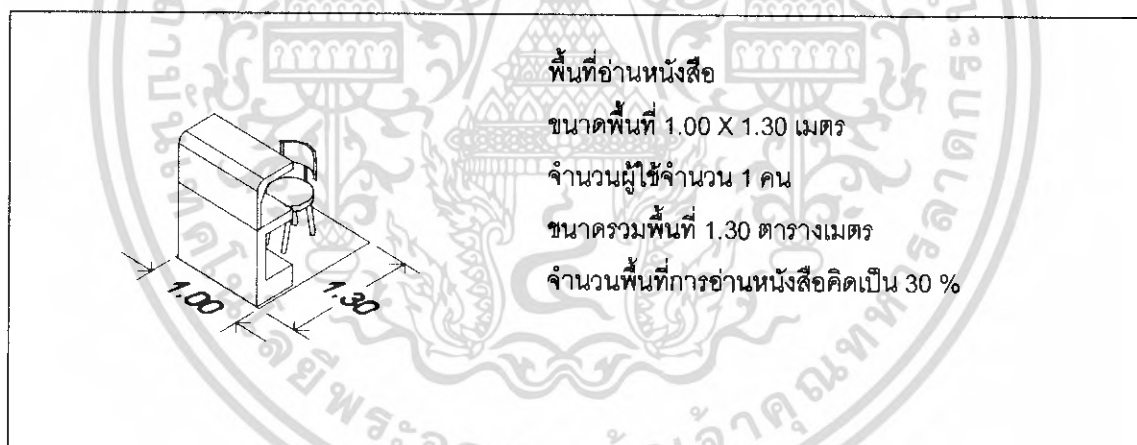 พื้นที่อ่านหนังสือ
ขนาดพื้นที่ 1.00 X 1.30 เมตร
จำนวนผู้ใช้จำนวน 1 คน
ขนาดรวมพื้นที่ 1.30 ตารางเมตร
จำนวนพื้นที่การอ่านหนังสือคิดเป็น 30 %
1.00
1.30